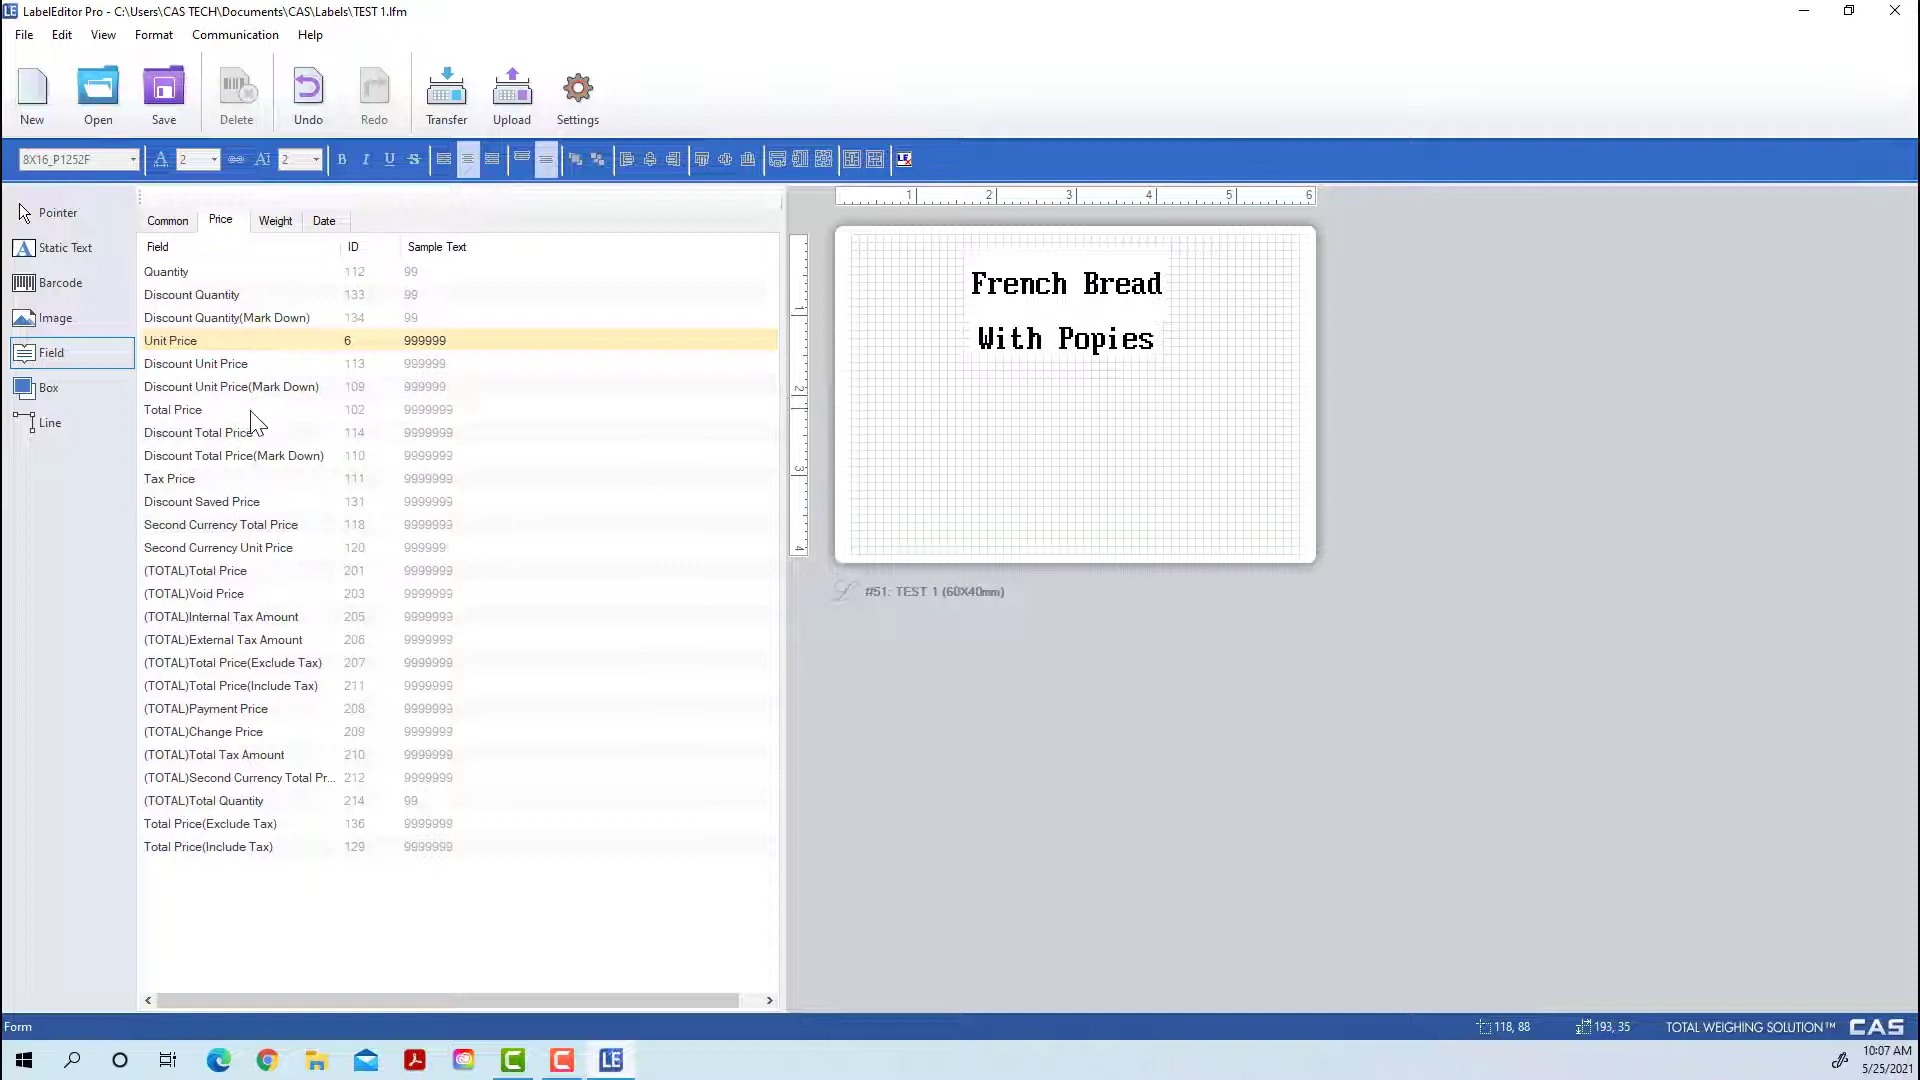 LabelEditor Pro - C:\Users\CAS TECH\Documents\CAS\Labels\TEST 1.lfm
File Edit View Format Communication Help
New Open Save Delete Undo Redo Transfer Upload Settings
8X16_P1252F 2 2 B I U S
Pointer
Static Text
Barcode
Image
Field
Box
Line
Common Price Weight Date
Field ID Sample Text
Quantity 112 99
Discount Quantity 133 99
Discount Quantity(Mark Down) 134 99
Unit Price 6 999999
Discount Unit Price 113 999999
Discount Unit Price(Mark Down) 109 999999
Total Price 102 9999999
Discount Total Price 114 9999999
Discount Total Price(Mark Down) 110 9999999
Tax Price 111 9999999
Discount Saved Price 131 9999999
Second Currency Total Price 118 9999999
Second Currency Unit Price 120 999999
(TOTAL)Total Price 201 9999999
(TOTAL)Void Price 203 9999999
(TOTAL)Internal Tax Amount 205 9999999
(TOTAL)External Tax Amount 206 9999999
(TOTAL)Total Price(Exclude Tax) 207 9999999
(TOTAL)Total Price(Include Tax) 211 9999999
(TOTAL)Payment Price 208 9999999
(TOTAL)Change Price 209 9999999
(TOTAL)Total Tax Amount 210 9999999
(TOTAL)Second Currency Total Pr... 212 9999999
(TOTAL)Total Quantity 214 99
Total Price(Exclude Tax) 136 9999999
Total Price(Include Tax) 129 9999999
1 2 3 4 5 6
1
2
3
4
French Bread
With Popies
#51: TEST 1 (60X40mm)
Form 118, 88 193, 35 TOTAL WEIGHING SOLUTION™ CAS
LE
10:07 AM
5/25/2021